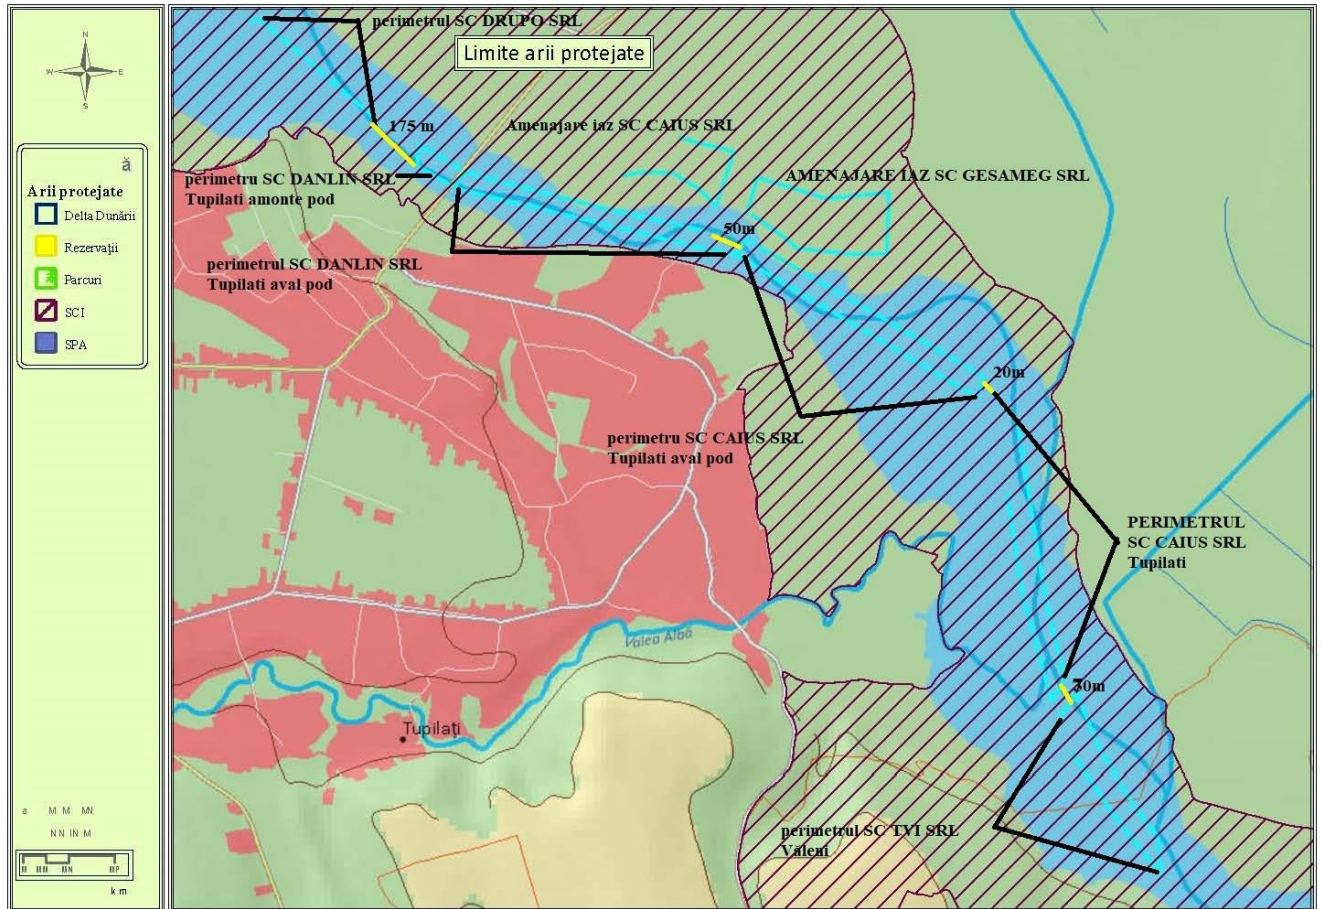 N
W
E
S
ă
Arii protejate
Delta Dunării
Rezervații
Parcuri
SCI
SPA
km
perimetrul SC DRUPO SRL
Limite arii protejate
175 m
Amenajare iaz SC CAIUS SRL
perimetru SC DANLIN SRL
Tupilati amonte pod
AMENAJARE IAZ SC GESAMEG SRL
50m
perimetrul SC DANLIN SRL
Tupilati aval pod
20m
perimetru SC CAIUS SRL
Tupilati aval pod
PERIMETRUL
SC CAIUS SRL
Tupilati
Valea Albă
Tupilați
perimetrul SC TVI SRL
Văleni